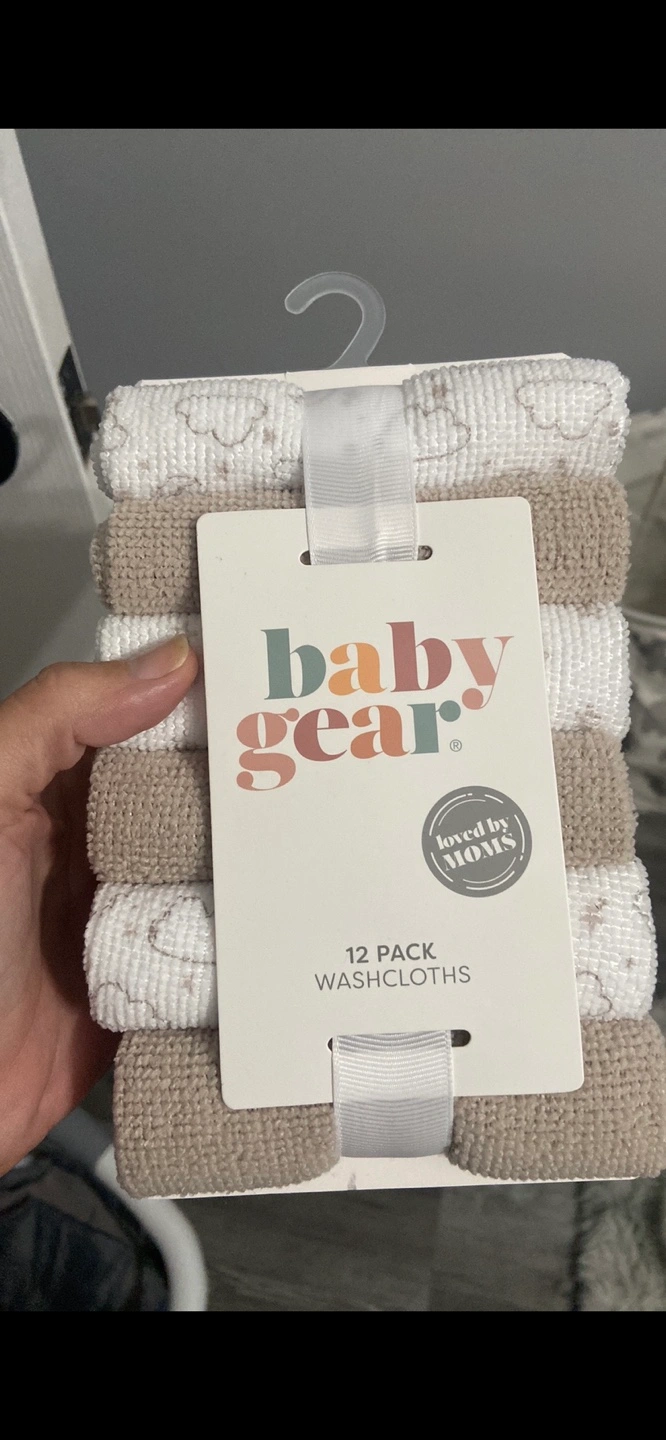 baby
gear®
loved by
MOMS
12 PACK
WASHCLOTHS